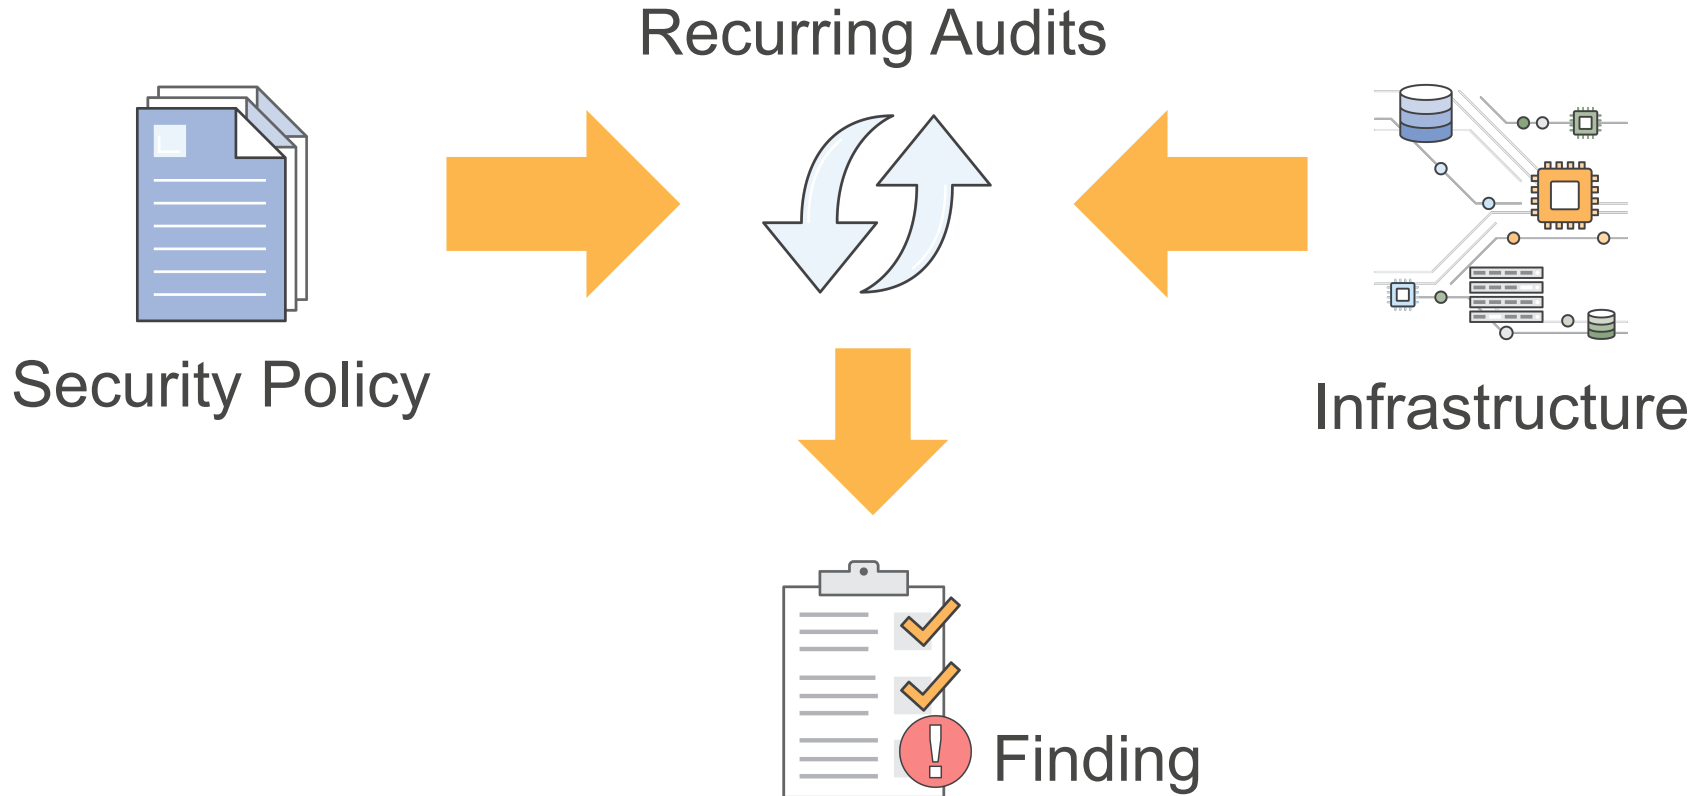 Recurring Audits
Security Policy
Infrastructure
Finding